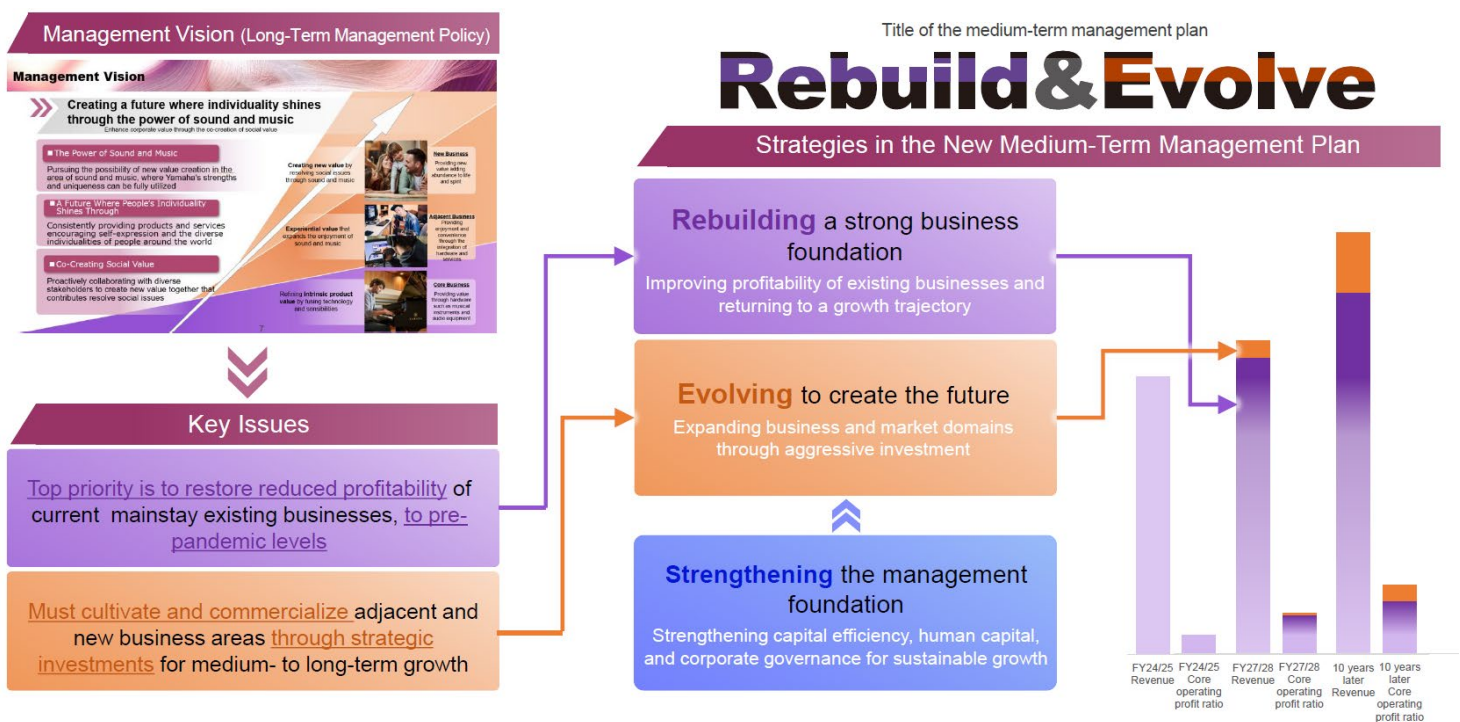 Management Vision (Long-Term Management Policy)
Management Vision
Creating a future where individuality shines
through the power of sound and music
Enhance corporate value through the co-creation of social value
■ The Power of Sound and Music
Pursuing the possibility of new value creation in the
area of sound and music, where Yamaha's strengths
and uniqueness can be fully utilized
■ A Future Where People's Individuality
Shines Through
Consistently providing products and services
encouraging self-expression and the diverse
individualities of people around the world
■ Co-Creating Social Value
Proactively collaborating with diverse
stakeholders to create new value together that
contributes resolve social issues
Creating new value by
resolving social issues
through sound and music
New Business
Providing new
value adding
abundance to life
and spirit
Experiential value that
expands the enjoyment of
sound and music
Adjacent Business
Providing
enjoyment and
convenience
through the
integration of
hardware and
services
Refining intrinsic product
value by fusing technology
and sensibilities
Core Business
Providing value
through hardware
such as musical
instruments and
audio equipment
7
Key Issues
Top priority is to restore reduced profitability of
current mainstay existing businesses, to pre-
pandemic levels
Must cultivate and commercialize adjacent and
new business areas through strategic
investments for medium- to long-term growth
Title of the medium-term management plan
Rebuild&Evolve
Strategies in the New Medium-Term Management Plan
Rebuilding a strong business
foundation
Improving profitability of existing businesses and
returning to a growth trajectory
Evolving to create the future
Expanding business and market domains
through aggressive investment
Strengthening the management
foundation
Strengthening capital efficiency, human capital,
and corporate governance for sustainable growth
FY24/25
Revenue
FY24/25
Core
operating
profit ratio
FY27/28
Revenue
FY27/28
Core
operating
profit ratio
10 years
later
Revenue
10 years
later
Core
operating
profit ratio